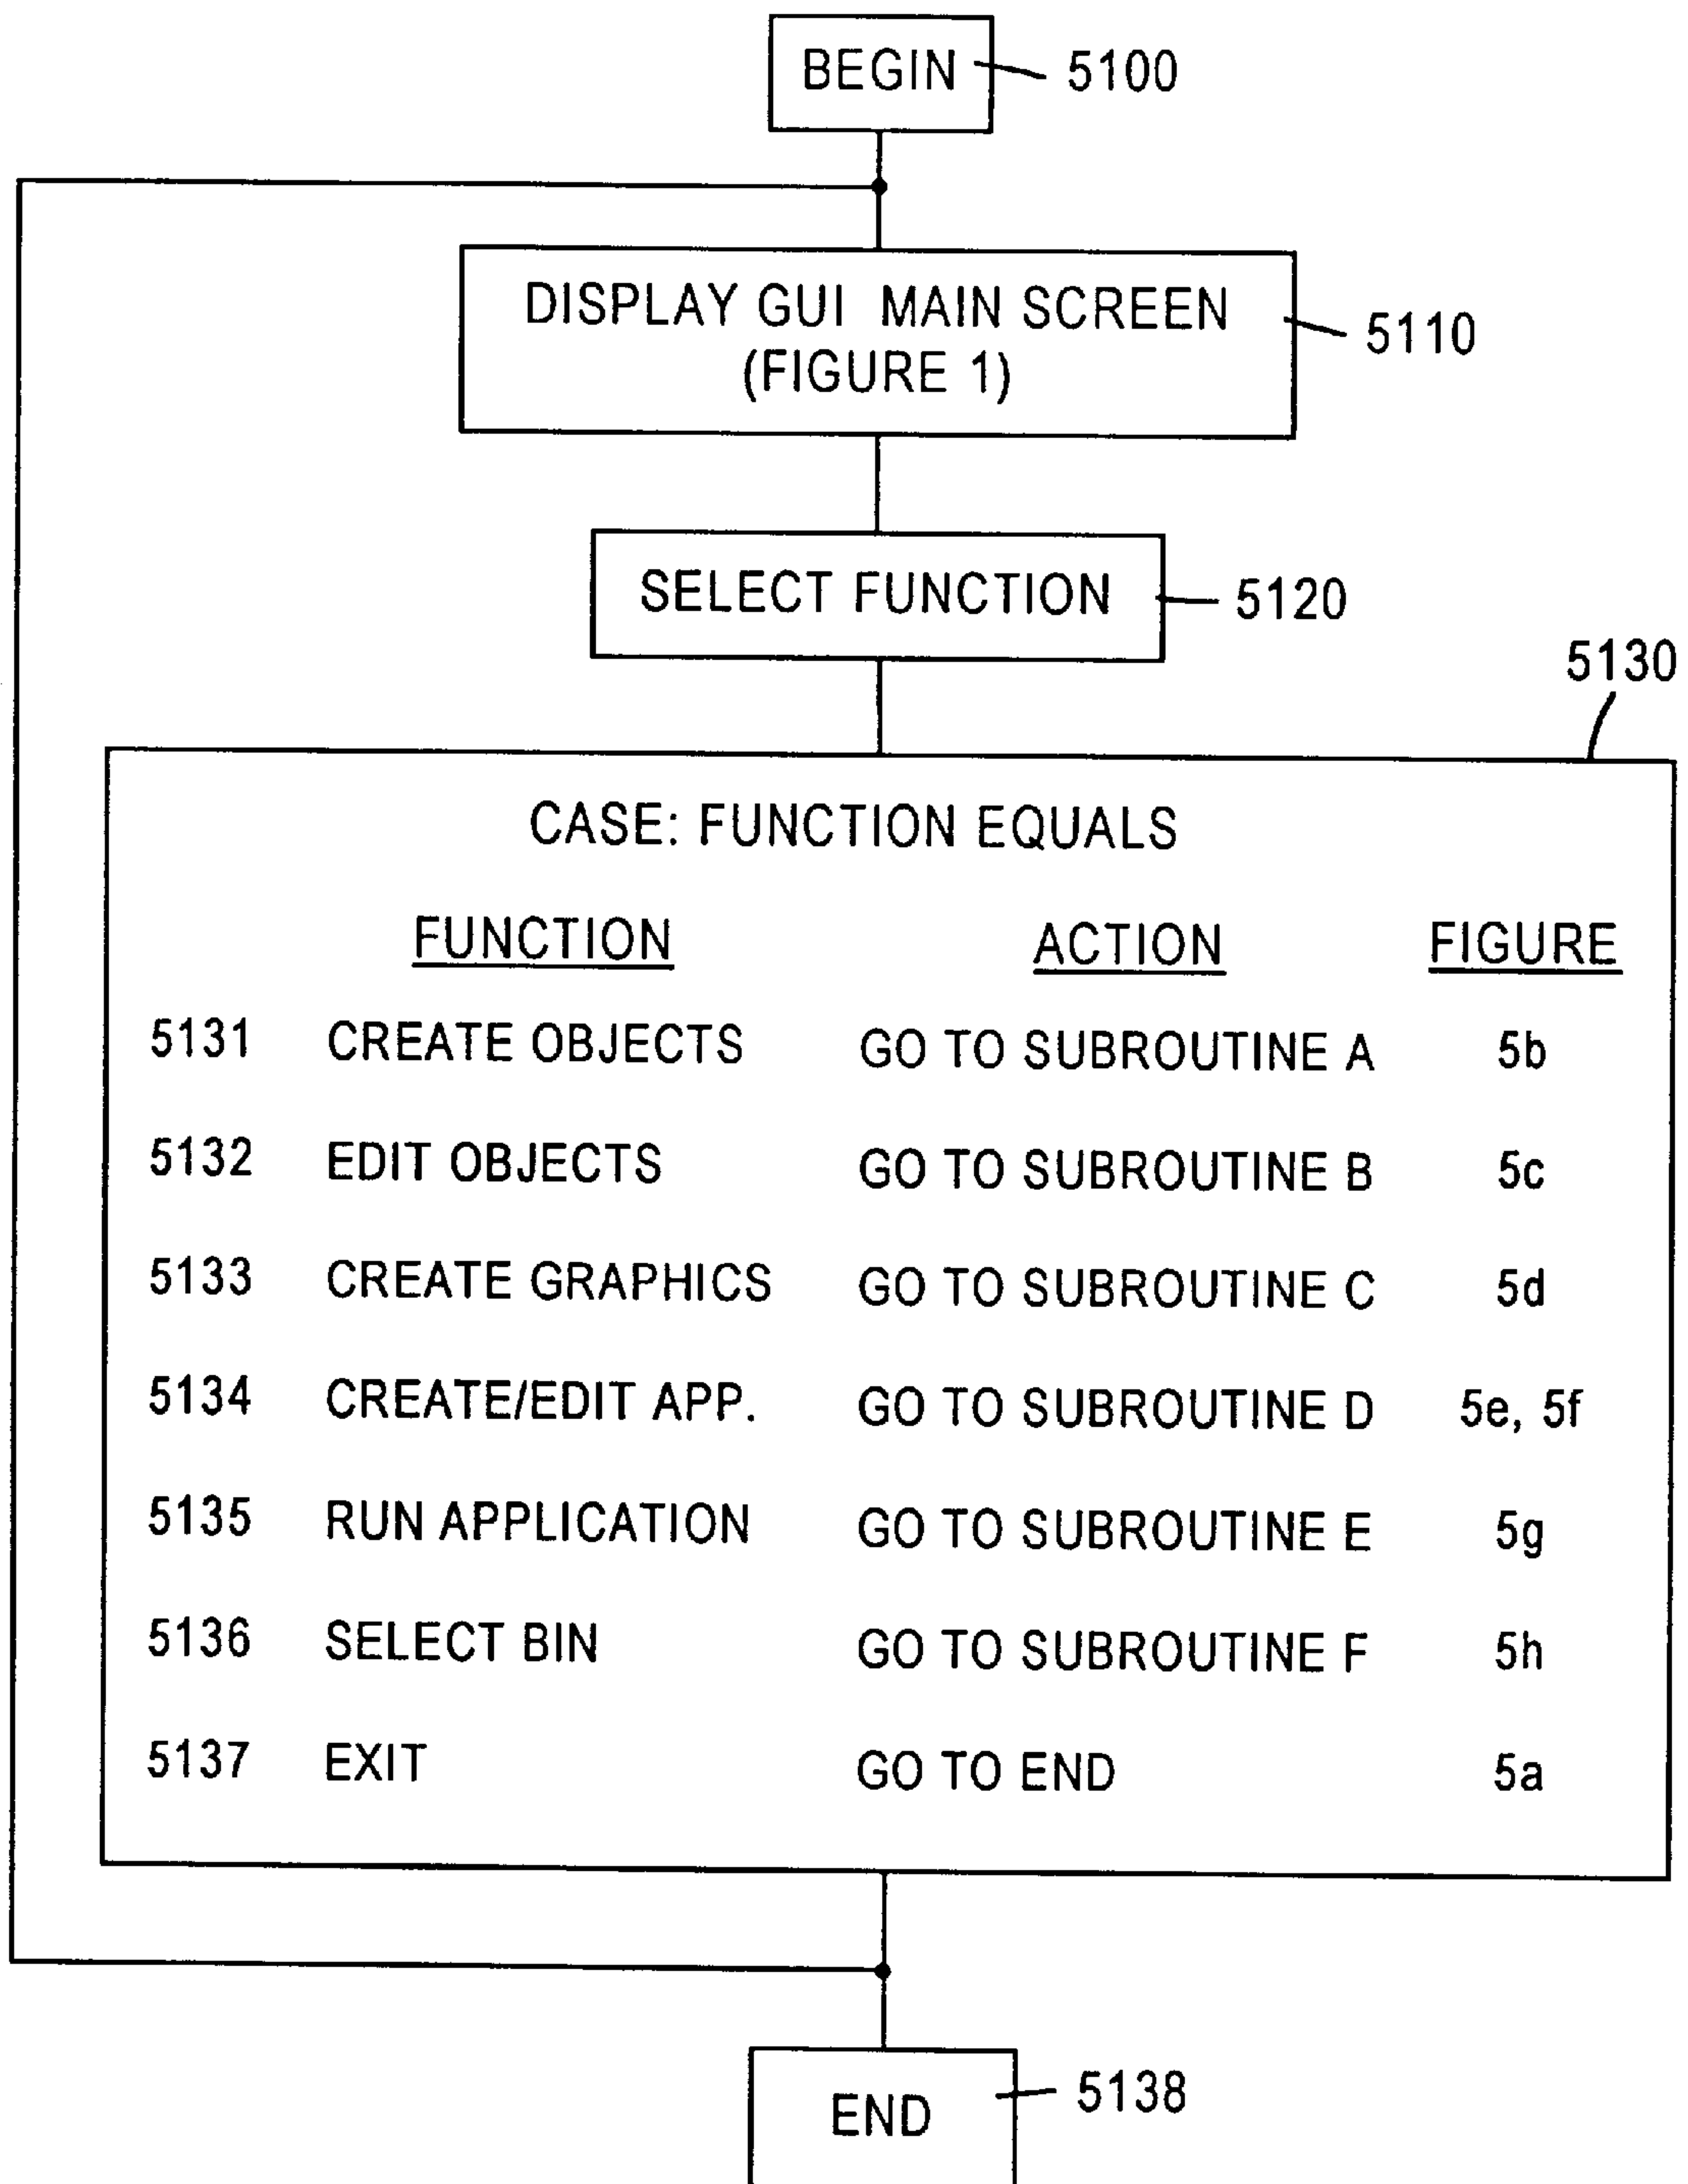 BEGIN 5100
DISPLAY GUI MAIN SCREEN
(FIGURE 1)
5110
SELECT FUNCTION 5120
5130
CASE: FUNCTION EQUALS
FUNCTION ACTION FIGURE
5131 CREATE OBJECTS GO TO SUBROUTINE A 5b
5132 EDIT OBJECTS GO TO SUBROUTINE B 5c
5133 CREATE GRAPHICS GO TO SUBROUTINE C 5d
5134 CREATE/EDIT APP. GO TO SUBROUTINE D 5e, 5f
5135 RUN APPLICATION GO TO SUBROUTINE E 5g
5136 SELECT BIN GO TO SUBROUTINE F 5h
5137 EXIT GO TO END 5a
END 5138